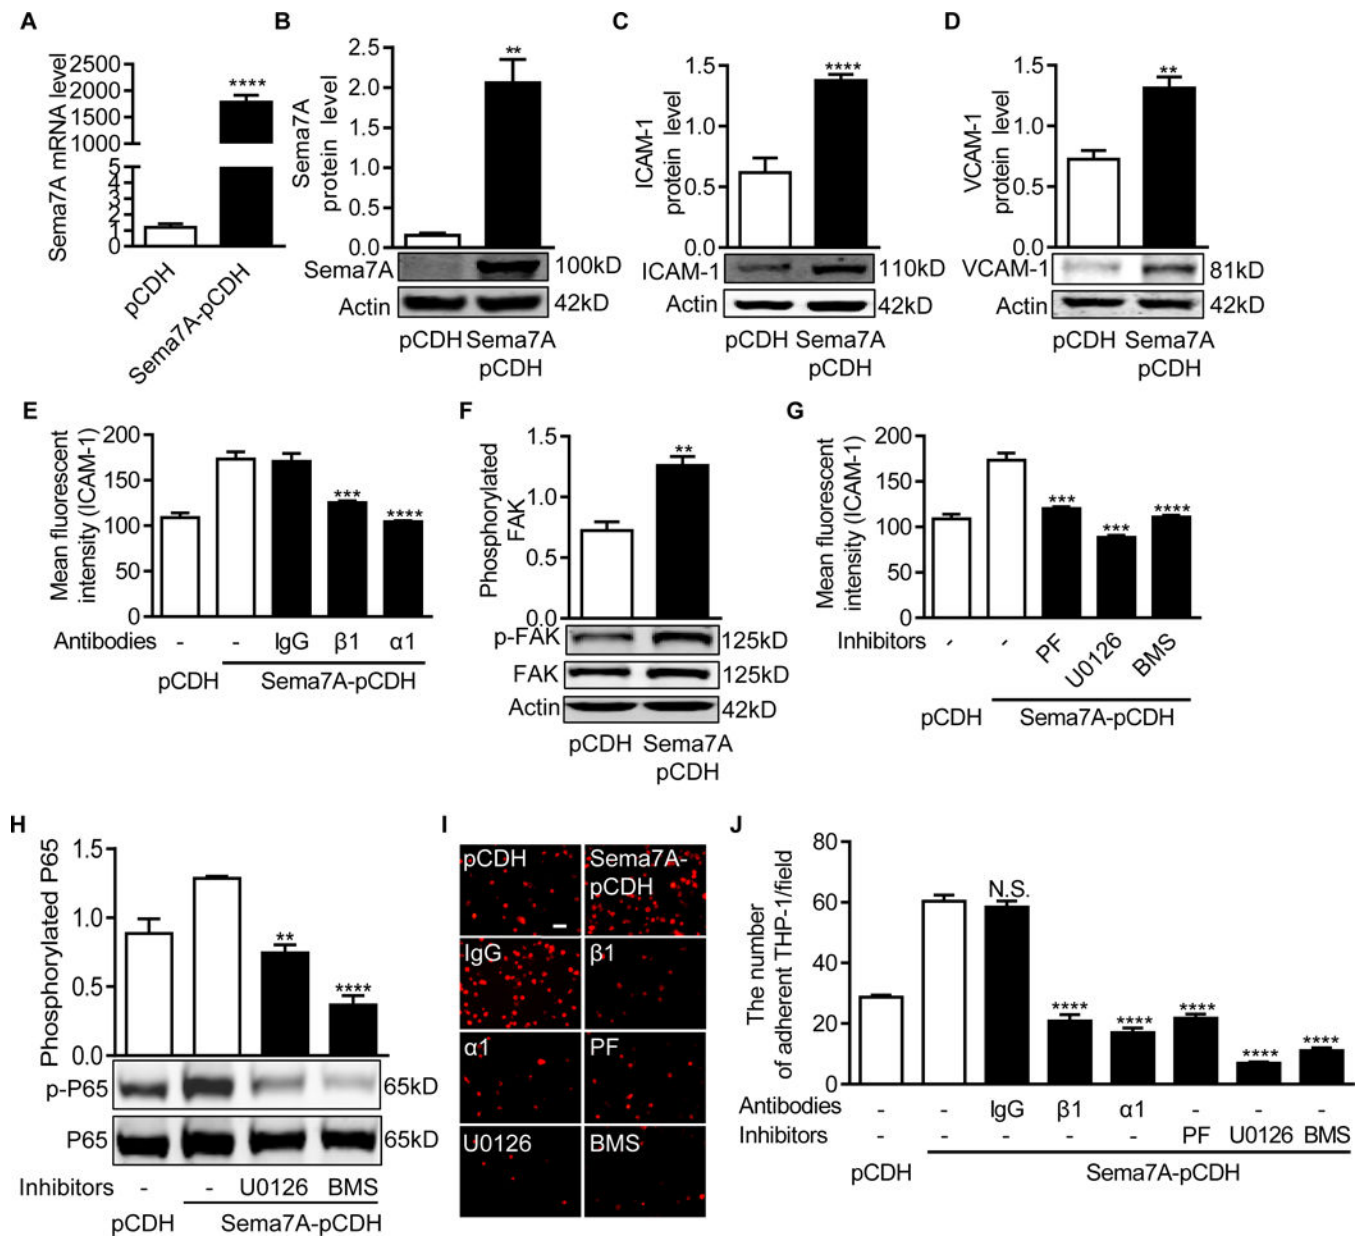 A
Sema7A mRNA level
2500
2000
1500
1000
5
4
3
2
1
0
****
pCDH
Sema7A-pCDH
B
Sema7A
protein level
2.5
2.0
1.5
1.0
0.5
0.0
**
Sema7A
100kD
Actin
42kD
pCDH Sema7A
pCDH
C
ICAM-1
protein level
1.5
1.0
0.5
0.0
****
ICAM-1
110kD
Actin
42kD
pCDH Sema7A
pCDH
D
VCAM-1
protein level
1.5
1.0
0.5
0.0
**
VCAM-1
81kD
Actin
42kD
pCDH Sema7A
pCDH
E
Mean fluorescent
intensity (ICAM-1)
200
150
100
50
0
*** ****
Antibodies - - IgG β1 α1
pCDH Sema7A-pCDH
F
Phosphorylated
FAK
1.5
1.0
0.5
0.0
**
p-FAK
125kD
FAK
125kD
Actin
42kD
pCDH Sema7A
pCDH
G
Mean fluorescent
intensity (ICAM-1)
200
150
100
50
0
*** *** ****
Inhibitors - - PF U0126 BMS
pCDH Sema7A-pCDH
H
Phosphorylated P65
1.5
1.0
0.5
0.0
** ****
p-P65
65kD
P65
65kD
Inhibitors - - U0126 BMS
pCDH Sema7A-pCDH
I
pCDH
Sema7A-
pCDH
IgG
β1
α1
PF
U0126
BMS
J
The number
of adherent THP-1/field
80
60
40
20
0
N.S.
**** **** **** **** ****
Antibodies - - IgG β1 α1 - - -
Inhibitors - - - - - PF U0126 BMS
pCDH Sema7A-pCDH